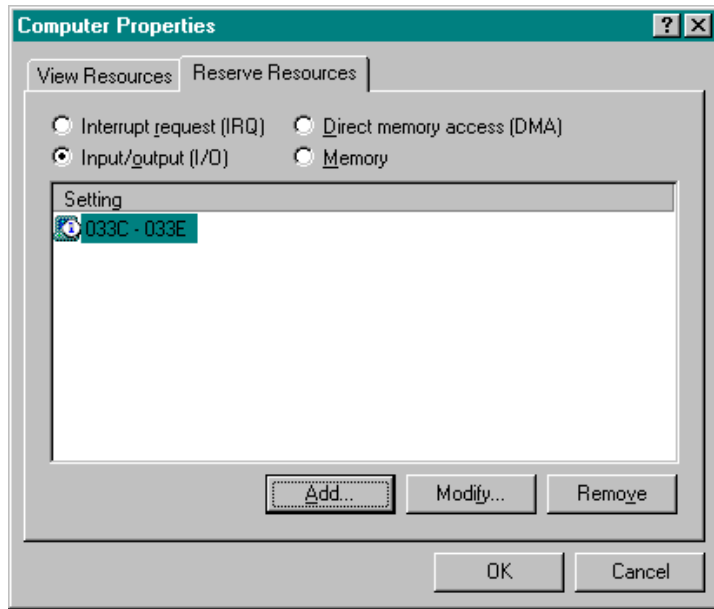 Computer Properties
View Resources Reserve Resources
Interrupt request (IRQ) Direct memory access (DMA)
Input/output (I/O) Memory
Setting
033C - 033E
Add... Modify... Remove
OK Cancel